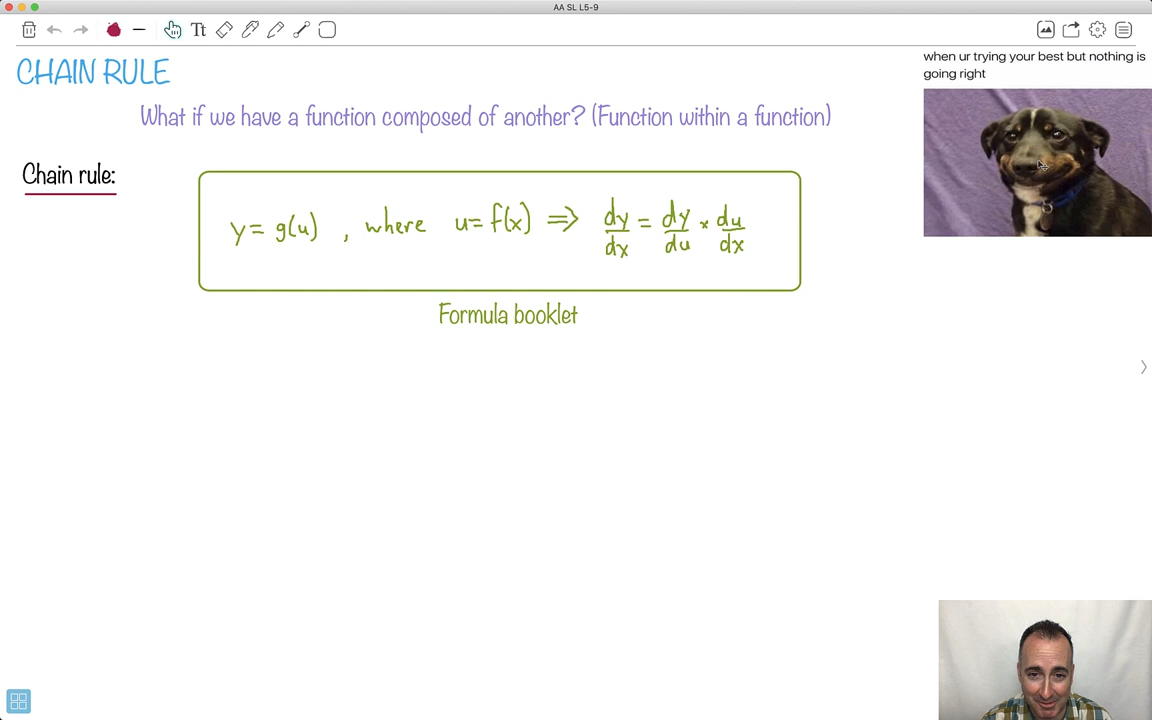 AA SL L5-9
Tt
CHAIN RULE
when ur trying your best but nothing is
going right
What if we have a function composed of another? (Function within a function)
Chain rule:
y = g(u) , where u = f(x) ⇒ dy/dx = dy/du × du/dx
Formula booklet